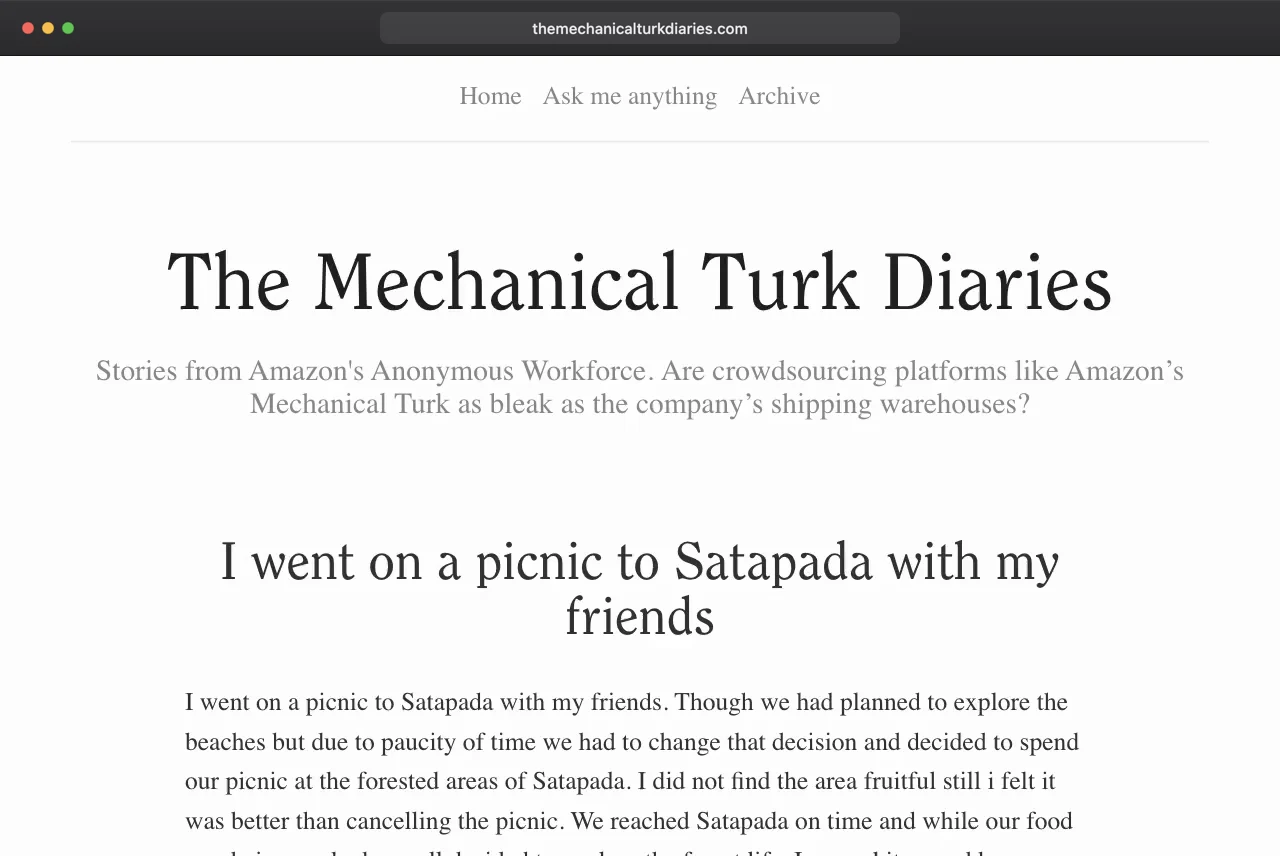 themechanicalturkdiaries.com
Home Ask me anything Archive
The Mechanical Turk Diaries
Stories from Amazon's Anonymous Workforce. Are crowdsourcing platforms like Amazon’s
Mechanical Turk as bleak as the company’s shipping warehouses?
I went on a picnic to Satapada with my
friends
I went on a picnic to Satapada with my friends. Though we had planned to explore the
beaches but due to paucity of time we had to change that decision and decided to spend
our picnic at the forested areas of Satapada. I did not find the area fruitful still i felt it
was better than cancelling the picnic. We reached Satapada on time and while our food